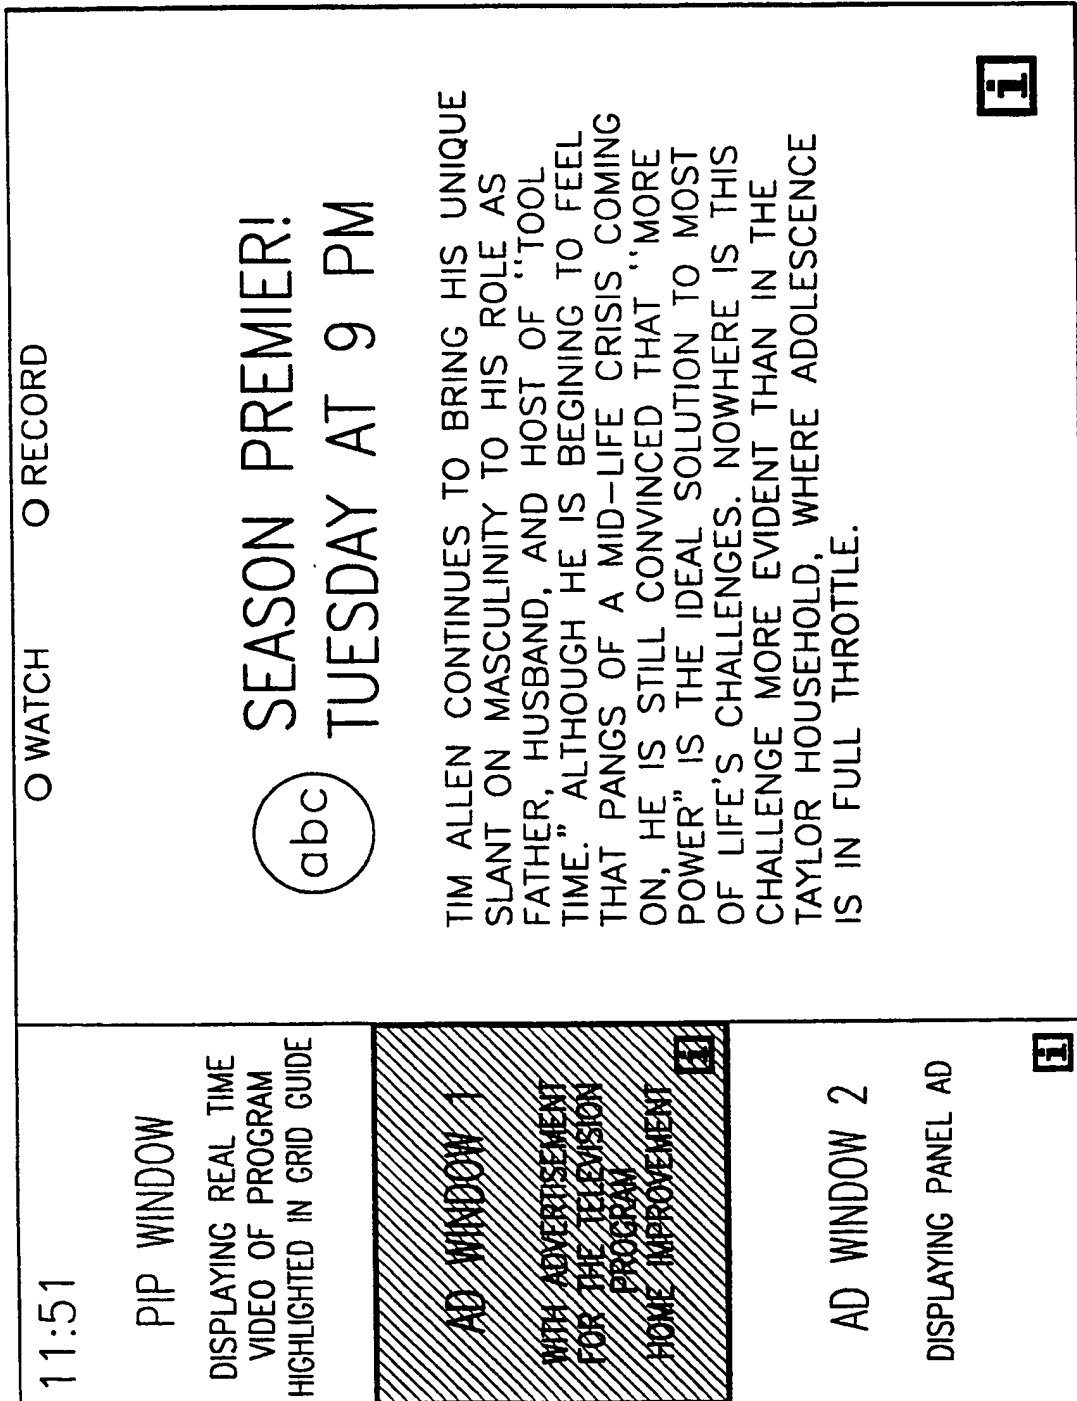 11:51
O WATCH
O RECORD
PIP WINDOW
DISPLAYING REAL TIME
VIDEO OF PROGRAM
HIGHLIGHTED IN GRID GUIDE
AD WINDOW 1
WITH ADVERTISEMENT
FOR THE TELEVISION
PROGRAM
HOME IMPROVEMENT
i
AD WINDOW 2
DISPLAYING PANEL AD
i
abc
SEASON PREMIER!
TUESDAY AT 9 PM
TIM ALLEN CONTINUES TO BRING HIS UNIQUE
SLANT ON MASCULINITY TO HIS ROLE AS
FATHER, HUSBAND, AND HOST OF ''TOOL
TIME.” ALTHOUGH HE IS BEGINING TO FEEL
THAT PANGS OF A MID–LIFE CRISIS COMING
ON, HE IS STILL CONVINCED THAT ''MORE
POWER” IS THE IDEAL SOLUTION TO MOST
OF LIFE'S CHALLENGES. NOWHERE IS THIS
CHALLENGE MORE EVIDENT THAN IN THE
TAYLOR HOUSEHOLD, WHERE ADOLESCENCE
IS IN FULL THROTTLE.
i